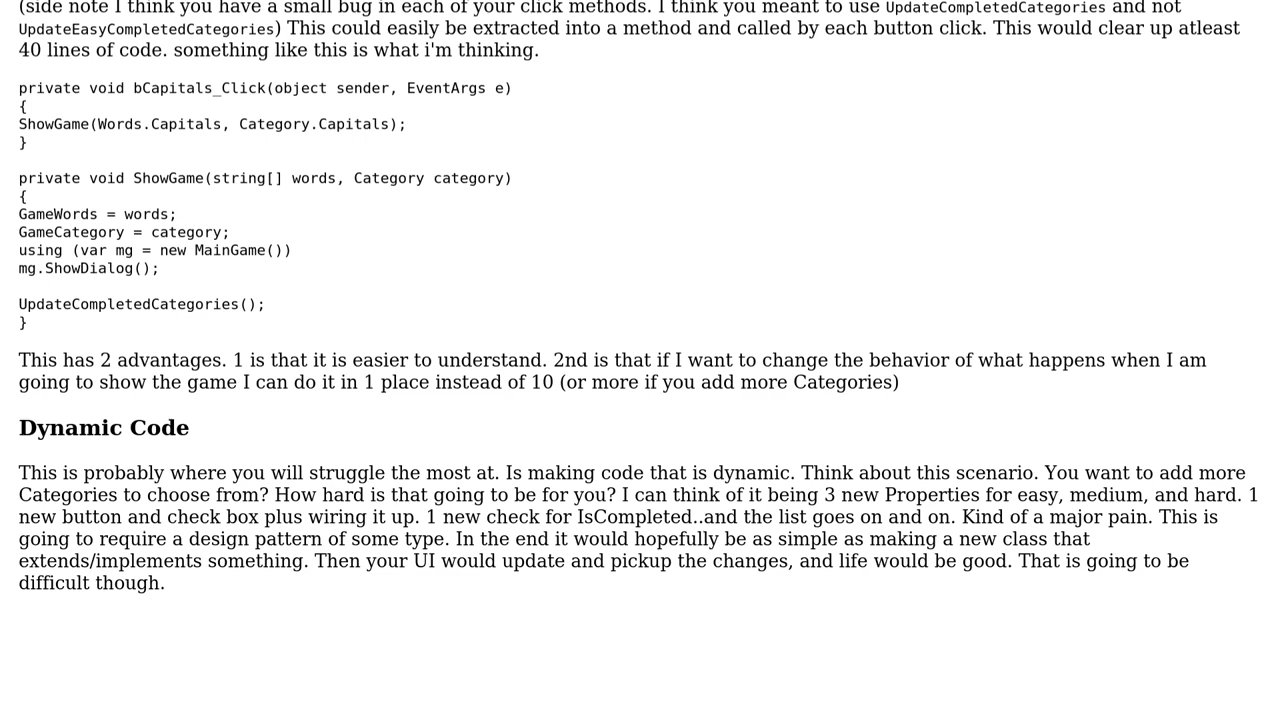 (side note I think you have a small bug in each of your click methods. I think you meant to use UpdateCompletedCategories and not
UpdateEasyCompletedCategories) This could easily be extracted into a method and called by each button click. This would clear up atleast
40 lines of code. something like this is what i'm thinking.
private void bCapitals_Click(object sender, EventArgs e)
{
ShowGame(Words.Capitals, Category.Capitals);
}
private void ShowGame(string[] words, Category category)
{
GameWords = words;
GameCategory = category;
using (var mg = new MainGame())
mg.ShowDialog();
UpdateCompletedCategories();
}
This has 2 advantages. 1 is that it is easier to understand. 2nd is that if I want to change the behavior of what happens when I am
going to show the game I can do it in 1 place instead of 10 (or more if you add more Categories)
Dynamic Code
This is probably where you will struggle the most at. Is making code that is dynamic. Think about this scenario. You want to add more
Categories to choose from? How hard is that going to be for you? I can think of it being 3 new Properties for easy, medium, and hard. 1
new button and check box plus wiring it up. 1 new check for IsCompleted..and the list goes on and on. Kind of a major pain. This is
going to require a design pattern of some type. In the end it would hopefully be as simple as making a new class that
extends/implements something. Then your UI would update and pickup the changes, and life would be good. That is going to be
difficult though.